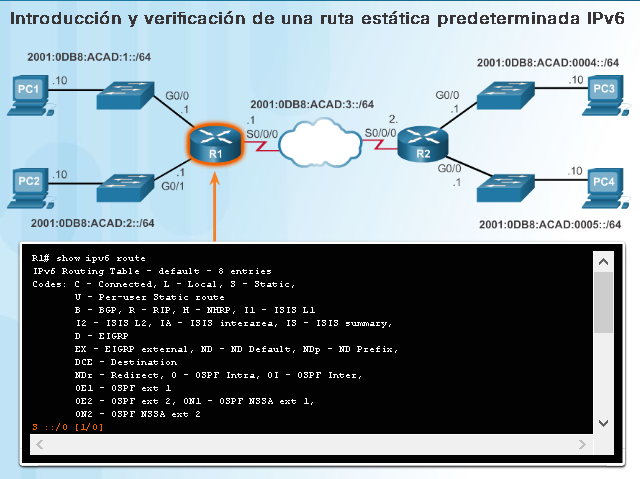 Introducción y verificación de una ruta estática predeterminada IPv6
2001:0DB8:ACAD:1::/64
2001:0DB8:ACAD:0004::/64
PC1
.10
G0/0
.1
2001:0DB8:ACAD:3::/64
G0/0
.1
.10
PC3
.1
S0/0/0
R1
2.
S0/0/0
R2
PC2
.10
.1
G0/1
G0/0
.1
.10
PC4
2001:0DB8:ACAD:2::/64
2001:0DB8:ACAD:0005::/64
R1# show ipv6 route
IPv6 Routing Table - default - 8 entries
Codes: C - Connected, L - Local, S - Static,
U - Per-user Static route
B - BGP, R - RIP, H - NHRP, I1 - ISIS L1
I2 - ISIS L2, IA - ISIS interarea, IS - ISIS summary,
D - EIGRP
EX - EIGRP external, ND - ND Default, NDp - ND Prefix,
DCE - Destination
NDr - Redirect, O - OSPF Intra, OI - OSPF Inter,
OE1 - OSPF ext 1
OE2 - OSPF ext 2, ON1 - OSPF NSSA ext 1,
ON2 - OSPF NSSA ext 2
S ::/0 [1/0]